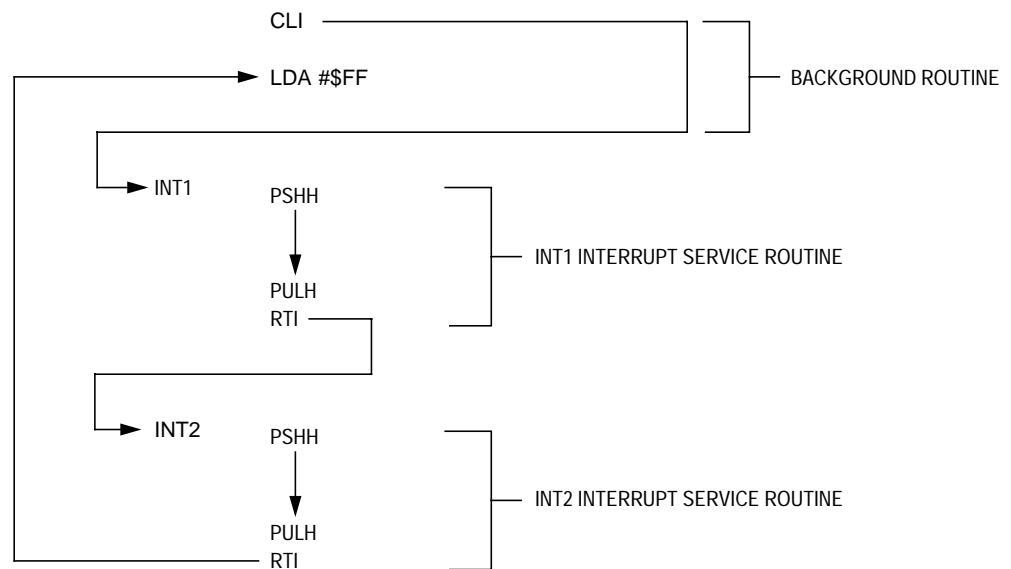 CLI
LDA #$FF
BACKGROUND ROUTINE
INT1
PSHH
INT1 INTERRUPT SERVICE ROUTINE
PULH
RTI
INT2
PSHH
INT2 INTERRUPT SERVICE ROUTINE
PULH
RTI